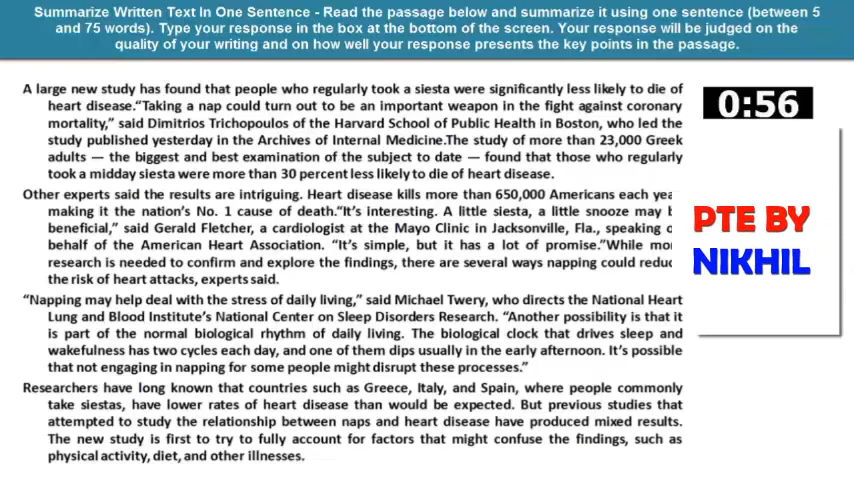 Summarize Written Text In One Sentence - Read the passage below and summarize it using one sentence (between 5
and 75 words). Type your response in the box at the bottom of the screen. Your response will be judged on the
quality of your writing and on how well your response presents the key points in the passage.
A large new study has found that people who regularly took a siesta were significantly less likely to die of
heart disease.“Taking a nap could turn out to be an important weapon in the fight against coronary
mortality,” said Dimitrios Trichopoulos of the Harvard School of Public Health in Boston, who led the
study published yesterday in the Archives of Internal Medicine.The study of more than 23,000 Greek
adults — the biggest and best examination of the subject to date — found that those who regularly
took a midday siesta were more than 30 percent less likely to die of heart disease.
Other experts said the results are intriguing. Heart disease kills more than 650,000 Americans each
making it the nation’s No. 1 cause of death.“It’s interesting. A little siesta, a little snooze may
beneficial,” said Gerald Fletcher, a cardiologist at the Mayo Clinic in Jacksonville, Fla., speaking
behalf of the American Heart Association. “It’s simple, but it has a lot of promise.”While
research is needed to confirm and explore the findings, there are several ways napping could
the risk of heart attacks, experts said.
“Napping may help deal with the stress of daily living,” said Michael Twery, who directs the National Heart
Lung and Blood Institute’s National Center on Sleep Disorders Research. “Another possibility is that it
is part of the normal biological rhythm of daily living. The biological clock that drives sleep and
wakefulness has two cycles each day, and one of them dips usually in the early afternoon. It’s possible
that not engaging in napping for some people might disrupt these processes.”
Researchers have long known that countries such as Greece, Italy, and Spain, where people commonly
take siestas, have lower rates of heart disease than would be expected. But previous studies that
attempted to study the relationship between naps and heart disease have produced mixed results.
The new study is first to try to fully account for factors that might confuse the findings, such as
physical activity, diet, and other illnesses.
0:56
PTE BY
NIKHIL